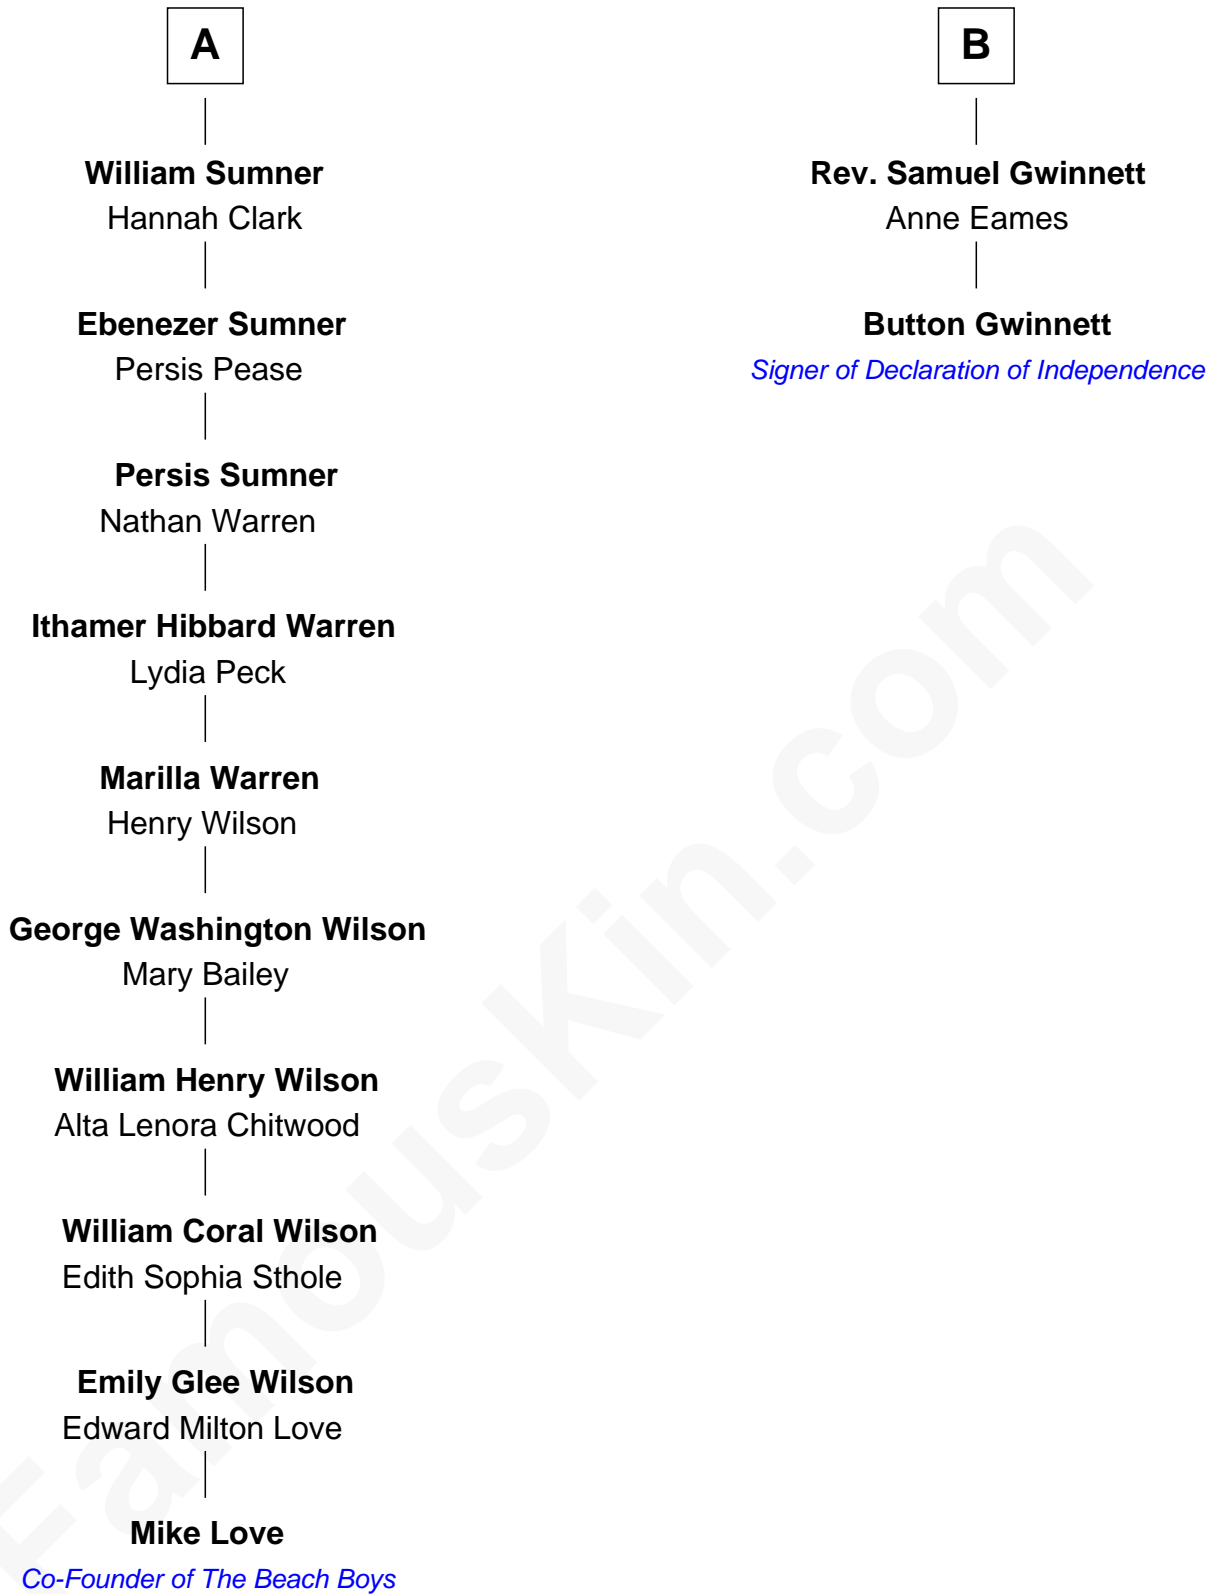 A
William Sumner
Hannah Clark
Ebenezer Sumner
Persis Pease
Persis Sumner
Nathan Warren
Ithamer Hibbard Warren
Lydia Peck
Marilla Warren
Henry Wilson
George Washington Wilson
Mary Bailey
William Henry Wilson
Alta Lenora Chitwood
William Coral Wilson
Edith Sophia Sthole
Emily Glee Wilson
Edward Milton Love
Mike Love
Co-Founder of The Beach Boys
B
Rev. Samuel Gwinnett
Anne Eames
Button Gwinnett
Signer of Declaration of Independence
FamousKin.com